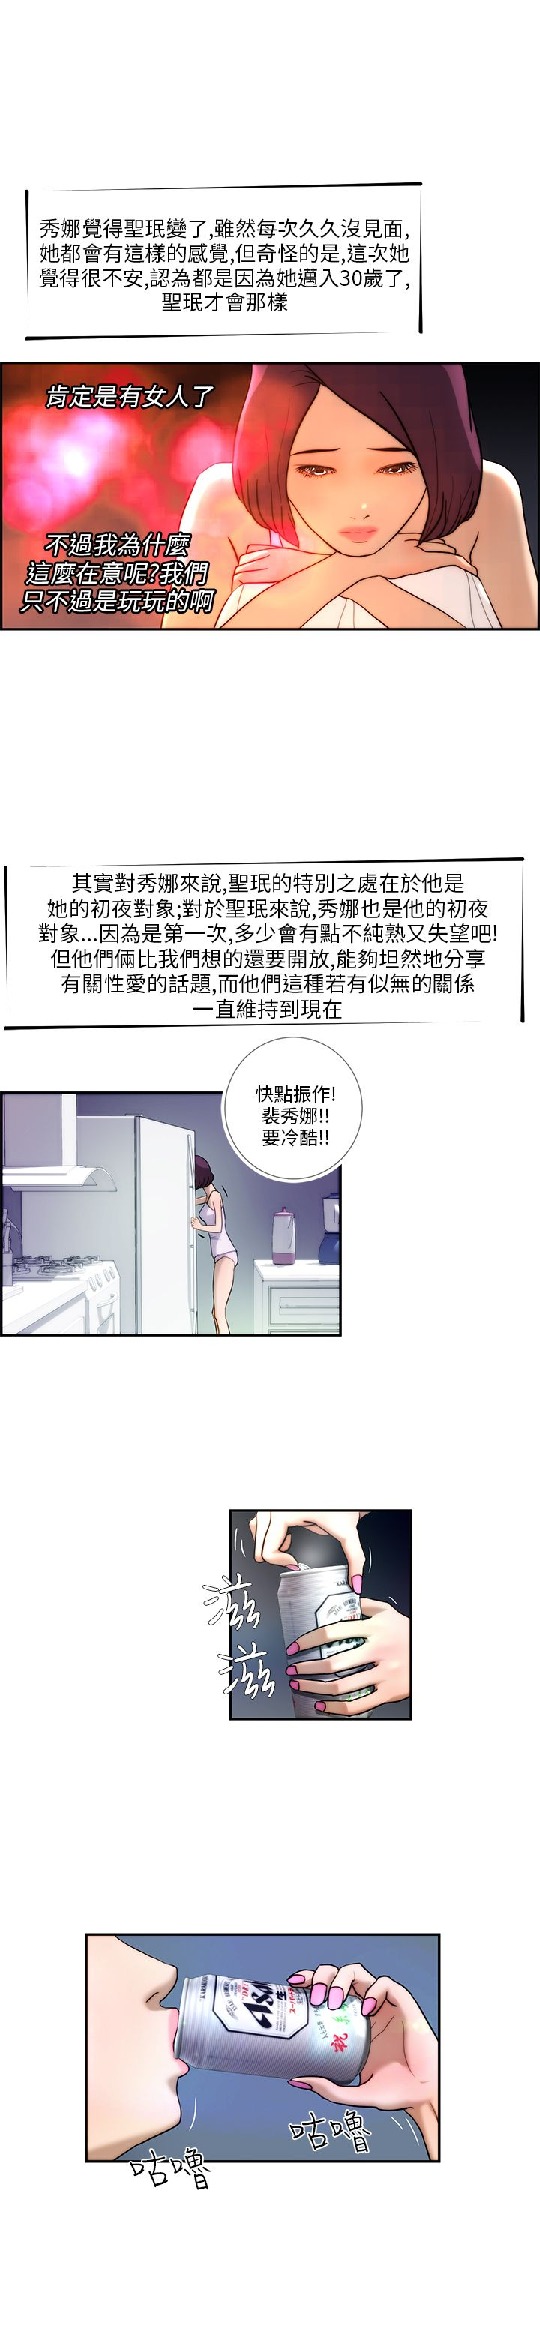 秀娜覺得聖珉變了,雖然每次久久沒見面,
她都會有這樣的感覺,但奇怪的是,這次她
覺得很不安,認為都是因為她邁入30歲了,
聖珉才會那樣
肯定是有女人了
不過我為什麼
這麼在意呢?我們
只不過是玩玩的啊
其實對秀娜來說,聖珉的特別之處在於他是
她的初夜對象;對於聖珉來說,秀娜也是他的初夜
對象...因為是第一次,多少會有點不純熟又失望吧!
但他們倆比我們想的還要開放,能夠坦然地分享
有關性愛的話題,而他們這種若有似無的關係
一直維持到現在
快點振作!
裴秀娜!!
要冷酷!!
滋
滋
生
祝
咕嚕
咕嚕